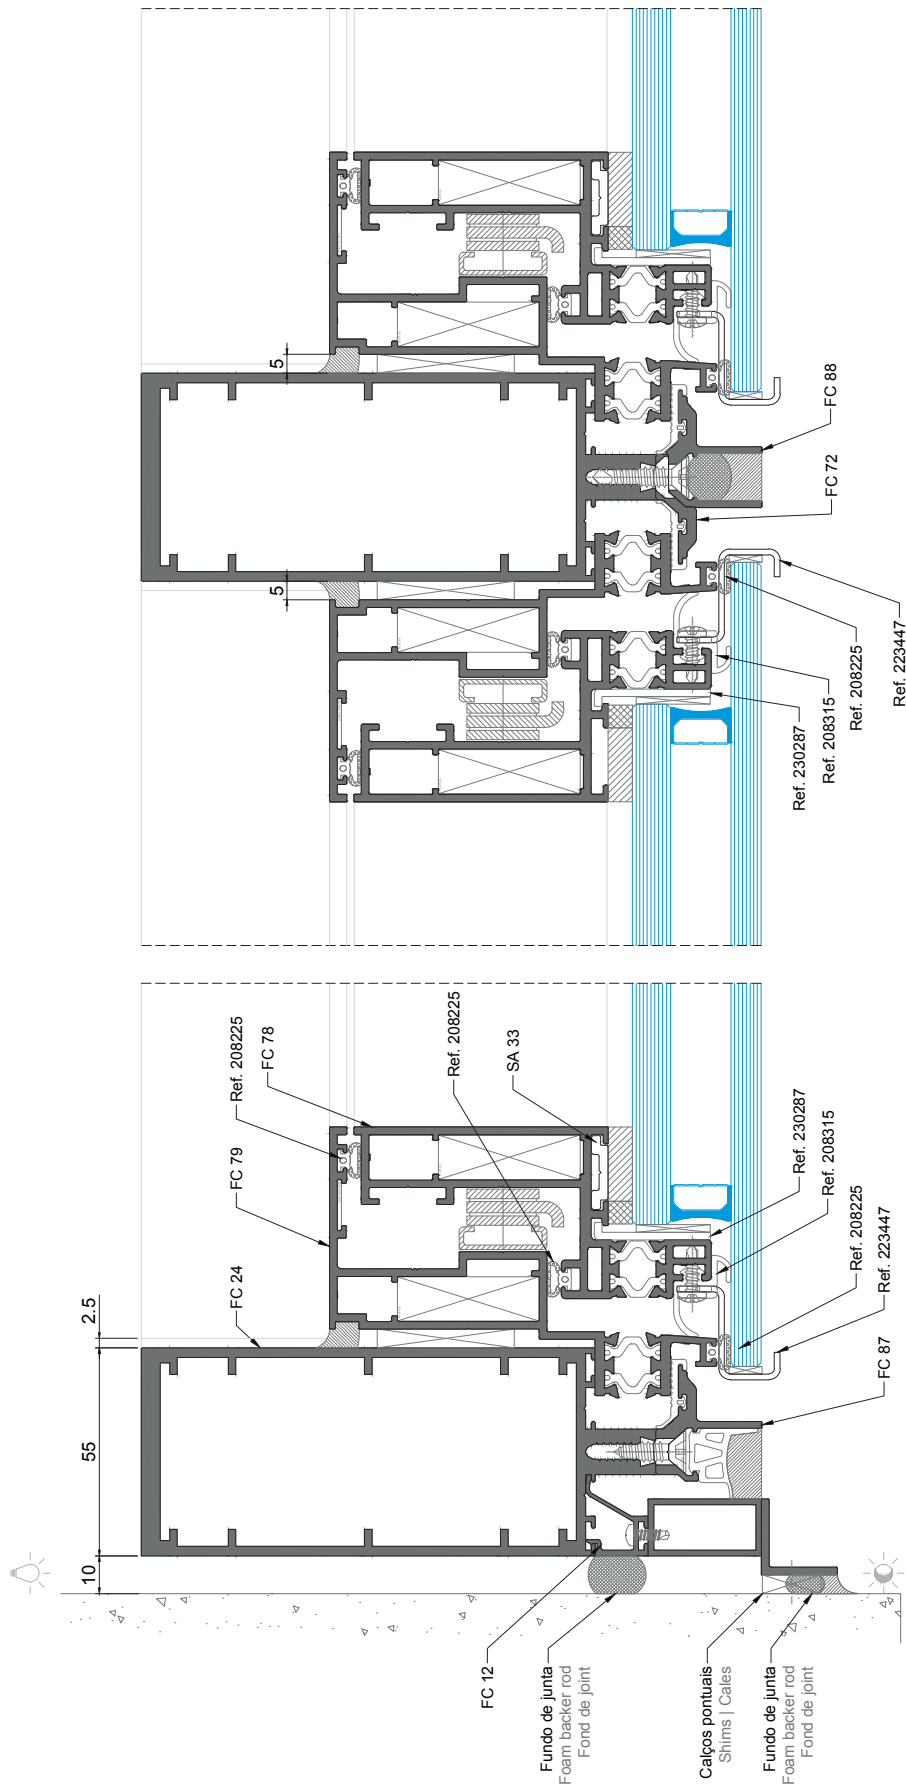 5
5
FC 88
FC 72
Ref. 223447
Ref. 208225
Ref. 208315
Ref. 230287
10
55
2.5
FC 24
FC 79
Ref. 208225
FC 78
Ref. 208225
SA 33
Ref. 230287
Ref. 208315
Ref. 208225
Ref. 223447
FC 87
FC 12
Fundo de junta
Foam backer rod
Fond de joint
Calços pontuais
Shims | Cales
Fundo de junta
Foam backer rod
Fond de joint